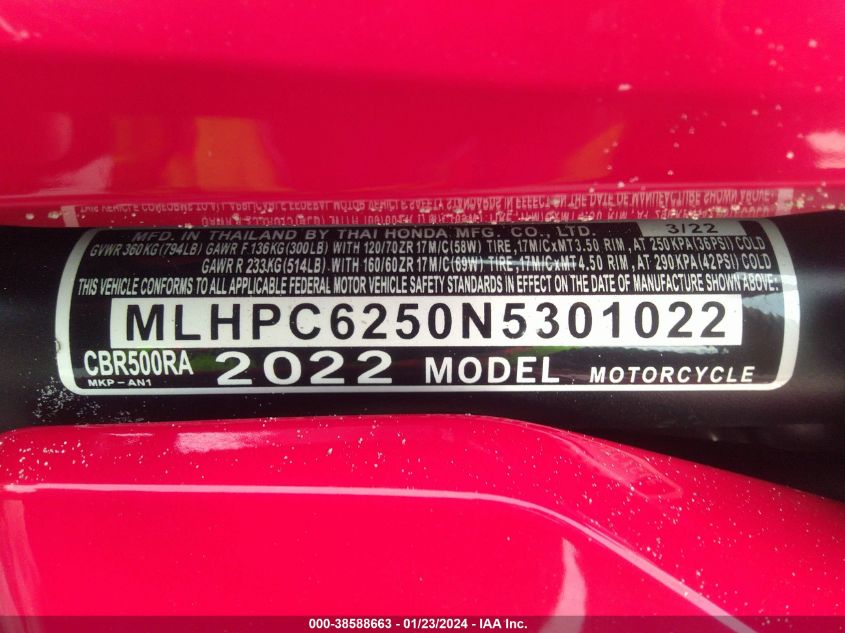 MFD. IN THAILAND BY THAI HONDA MFG. CO., LTD. 3/22
GVWR 360KG(794LB) GAWR F 136KG(300LB) WITH 120/70ZR 17M/C(58W) TIRE,17M/CxMT3.50 RIM, AT 250KPA(36PSI) COLD
GAWR R 233KG(514LB) WITH 160/60ZR 17M/C(69W) TIRE,17M/CxMT4.50 RIM, AT 290KPA(42PSI) COLD
THIS VEHICLE CONFORMS TO ALL APPLICABLE FEDERAL MOTOR VEHICLE SAFETY STANDARDS IN EFFECT ON THE DATE OF MANUFACTURE SHOWN ABOVE.
MLHPC6250N5301022
CBR500RA 2022 MODEL MOTORCYCLE
MKP-AN1
000-38588663 - 01/23/2024 - IAA Inc.